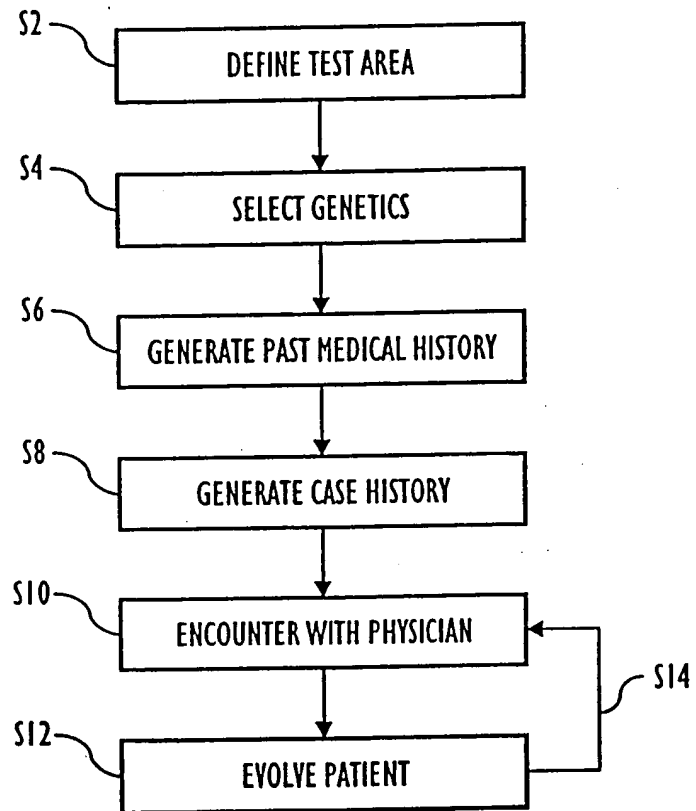 S2
DEFINE TEST AREA
S4
SELECT GENETICS
S6
GENERATE PAST MEDICAL HISTORY
S8
GENERATE CASE HISTORY
S10
ENCOUNTER WITH PHYSICIAN
S14
S12
EVOLVE PATIENT